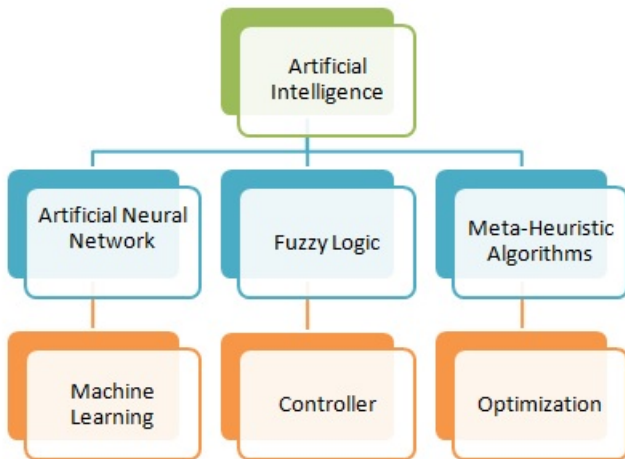 Artificial
Intelligence
Artificial Neural
Network
Fuzzy Logic
Meta-Heuristic
Algorithms
Machine
Learning
Controller
Optimization